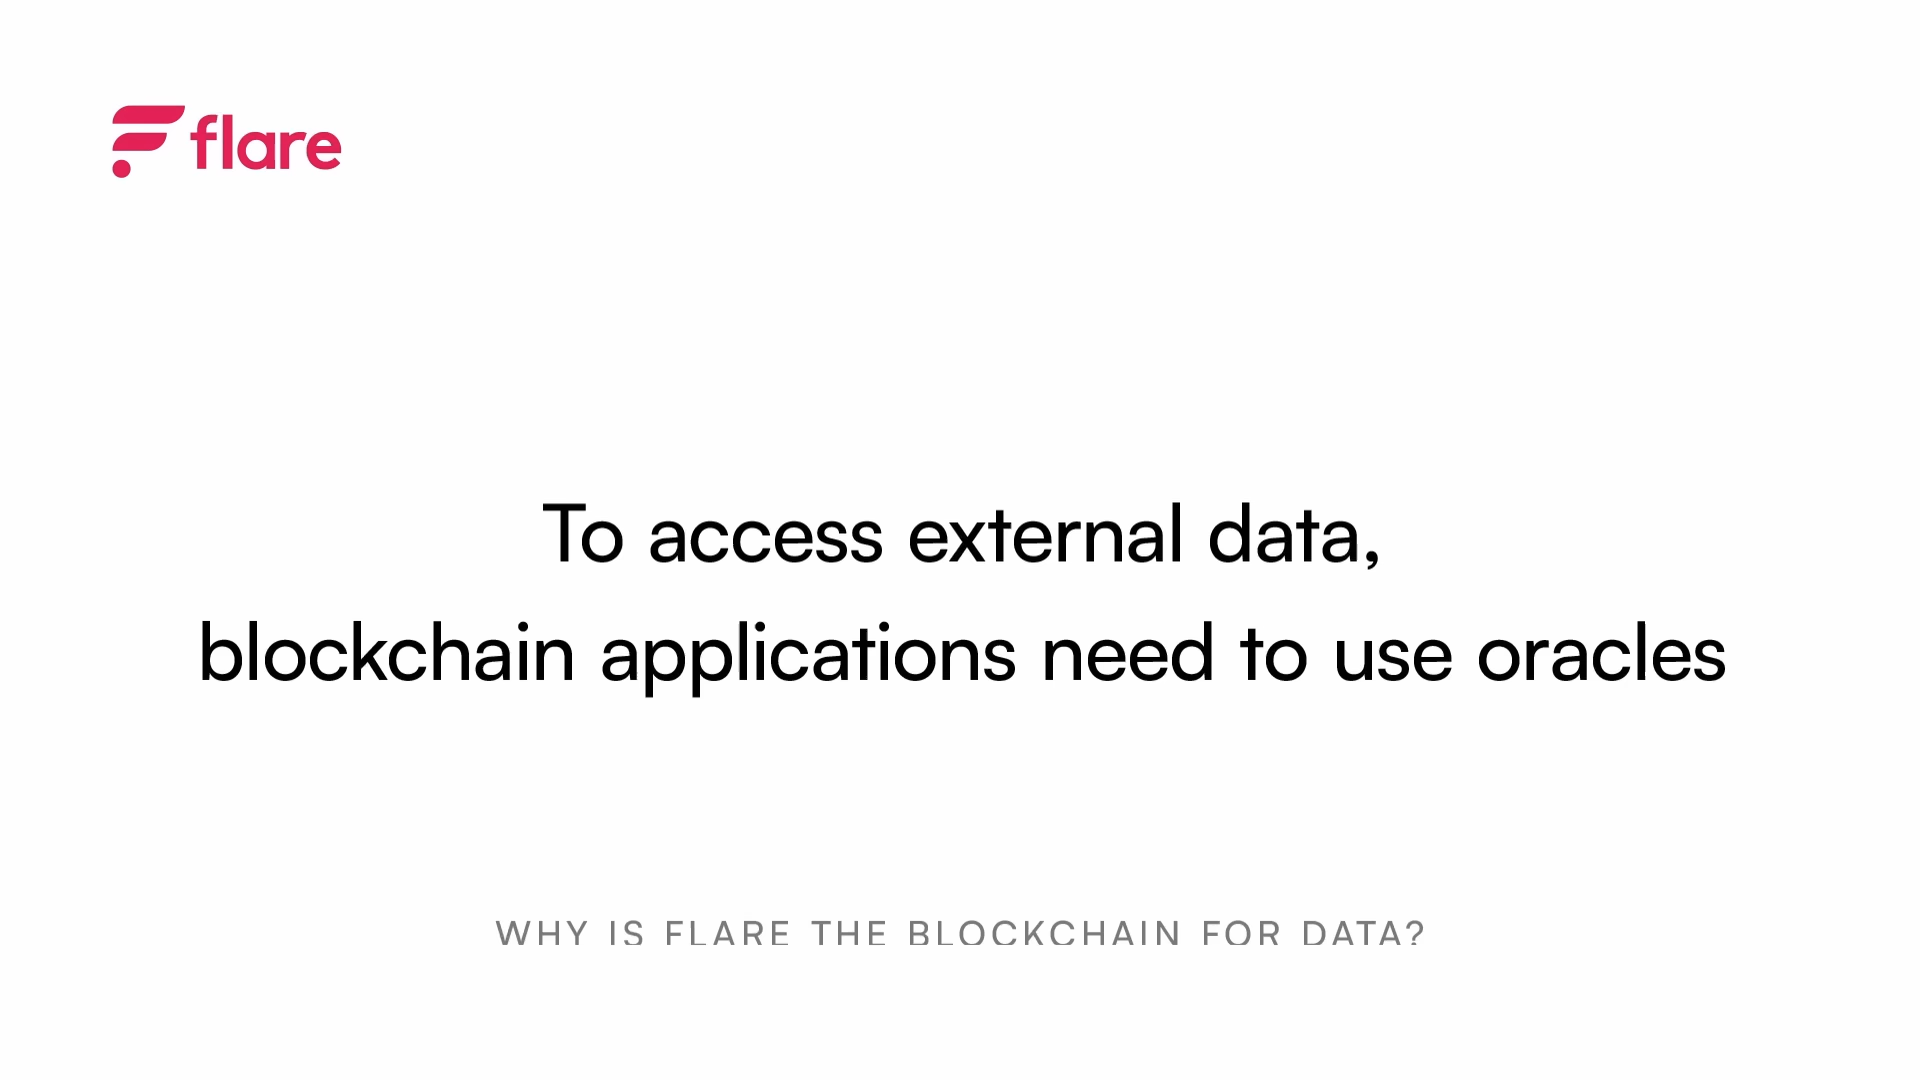 flare
To access external data,
blockchain applications need to use oracles
WHY IS FLARE THE BLOCKCHAIN FOR DATA?